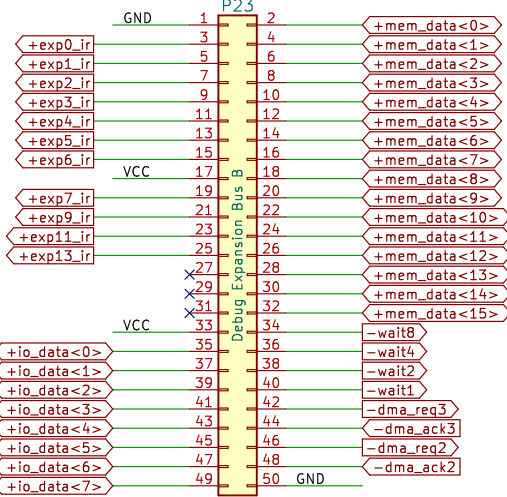 P23
GND 1 2 +mem_data<0>
+exp0_ir 3 4 +mem_data<1>
+exp1_ir 5 6 +mem_data<2>
+exp2_ir 7 8 +mem_data<3>
+exp3_ir 9 10 +mem_data<4>
+exp4_ir 11 12 +mem_data<5>
+exp5_ir 13 14 +mem_data<6>
+exp6_ir 15 16 +mem_data<7>
VCC 17 18 +mem_data<8>
+exp7_ir 19 20 +mem_data<9>
+exp9_ir 21 22 +mem_data<10>
+exp11_ir 23 24 +mem_data<11>
+exp13_ir 25 26 +mem_data<12>
27 28 +mem_data<13>
29 30 +mem_data<14>
31 32 +mem_data<15>
VCC 33 34 -wait8
+io_data<0> 35 36 -wait4
+io_data<1> 37 38 -wait2
+io_data<2> 39 40 -wait1
+io_data<3> 41 42 -dma_req3
+io_data<4> 43 44 -dma_ack3
+io_data<5> 45 46 -dma_req2
+io_data<6> 47 48 -dma_ack2
+io_data<7> 49 50 GND
Debug Expansion Bus B